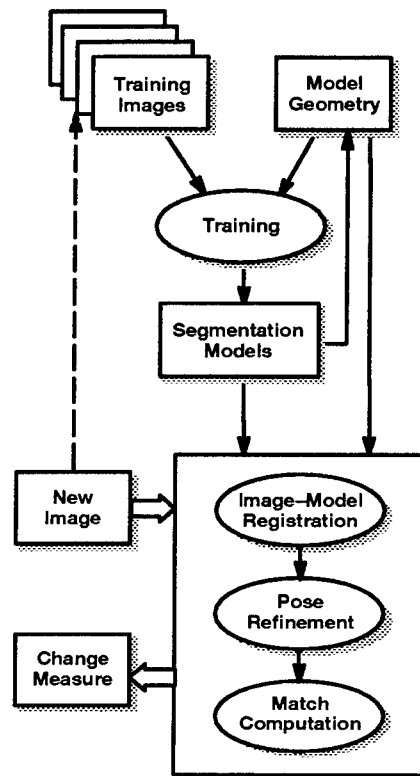 Training
Images
Model
Geometry
Training
Segmentation
Models
New
Image
Image–Model
Registration
Pose
Refinement
Change
Measure
Match
Computation